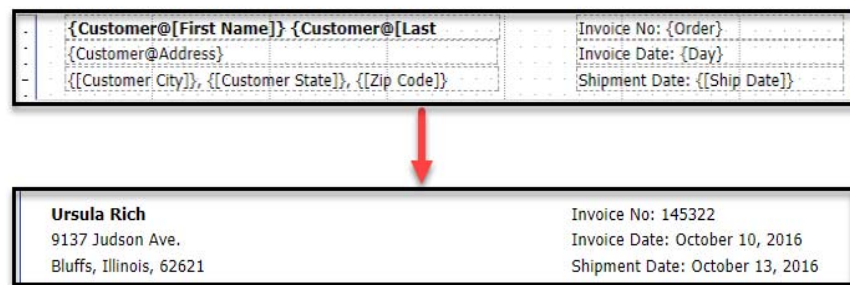 {Customer@[First Name]} {Customer@[Last
Invoice No: {Order}
{Customer@Address}
Invoice Date: {Day}
{[Customer City]}, {[Customer State]}, {[Zip Code]}
Shipment Date: {[Ship Date]}
Ursula Rich
Invoice No: 145322
9137 Judson Ave.
Invoice Date: October 10, 2016
Bluffs, Illinois, 62621
Shipment Date: October 13, 2016